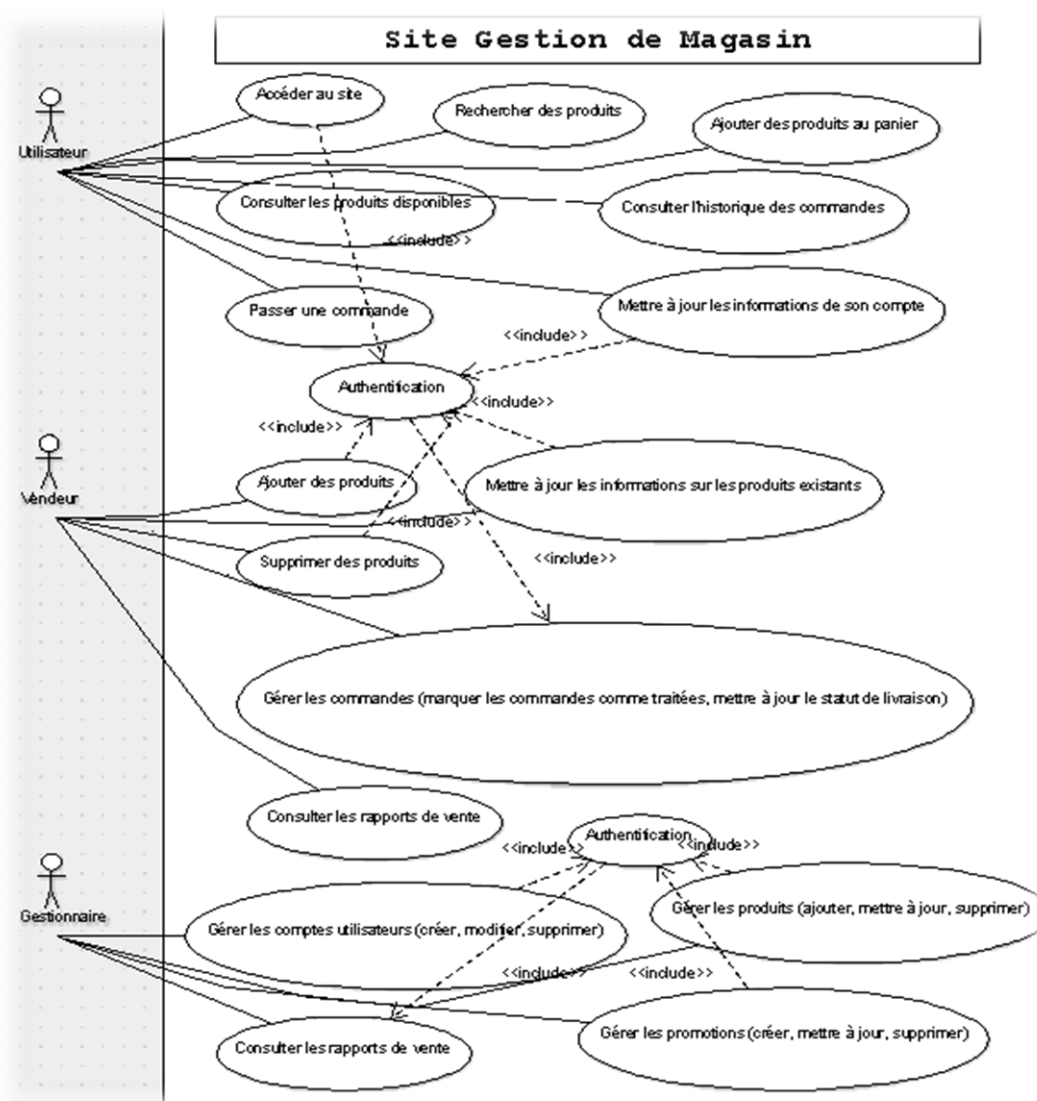 Site Gestion de Magasin
Accéder au site
Rechercher des produits
Ajouter des produits au panier
Utilisateur
Consulter les produits disponibles
Consulter l'historique des commandes
<<include>>
Passer une commande
Mettre à jour les informations de son compte
<<include>>
Authentification
<<include>>
<<include>>
Vendeur
Ajouter des produits
Mettre à jour les informations sur les produits existants
<<include>>
Supprimer des produits
<<include>>
Gérer les commandes (marquer les commandes comme traitées, mettre à jour le statut de livraison)
Consulter les rapports de vente
Authentification
<<include>>
<<include>>
Gestionnaire
Gérer les comptes utilisateurs (créer, modifier, supprimer)
Gérer les produits (ajouter, mettre à jour, supprimer)
<<include>>
<<include>>
Consulter les rapports de vente
Gérer les promotions (créer, mettre à jour, supprimer)